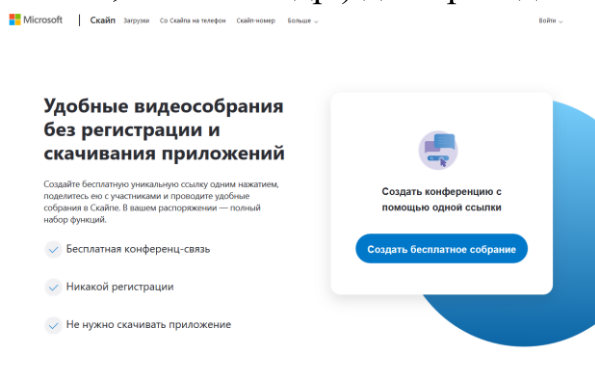 Microsoft Скайп Загрузки Со Скайпа на телефон Скайп-номер Больше Войти
Удобные видеособрания
без регистрации и
скачивания приложений
Создайте бесплатную уникальную ссылку одним нажатием,
поделитесь ею с участниками и проводите удобные
собрания в Скайпе. В вашем распоряжении — полный
набор функций.
Бесплатная конференц-связь
Никакой регистрации
Не нужно скачивать приложение
Создать конференцию с
помощью одной ссылки
Создать бесплатное собрание